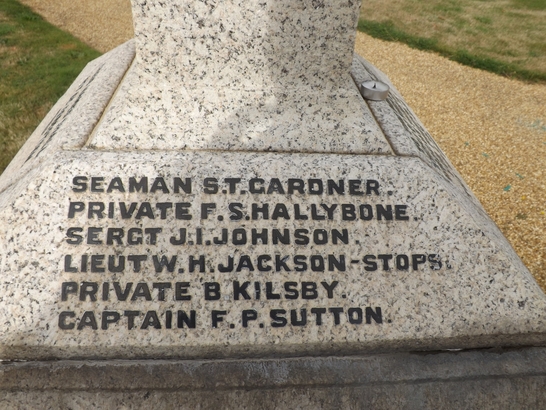 SEAMAN S.T.GARDNER.
PRIVATE F.S.HALLYBONE.
SERGT J.I.JOHNSON.
LIEUT W.H.JACKSON-STOPS.
PRIVATE B KILSBY.
CAPTAIN F.P.SUTTON.